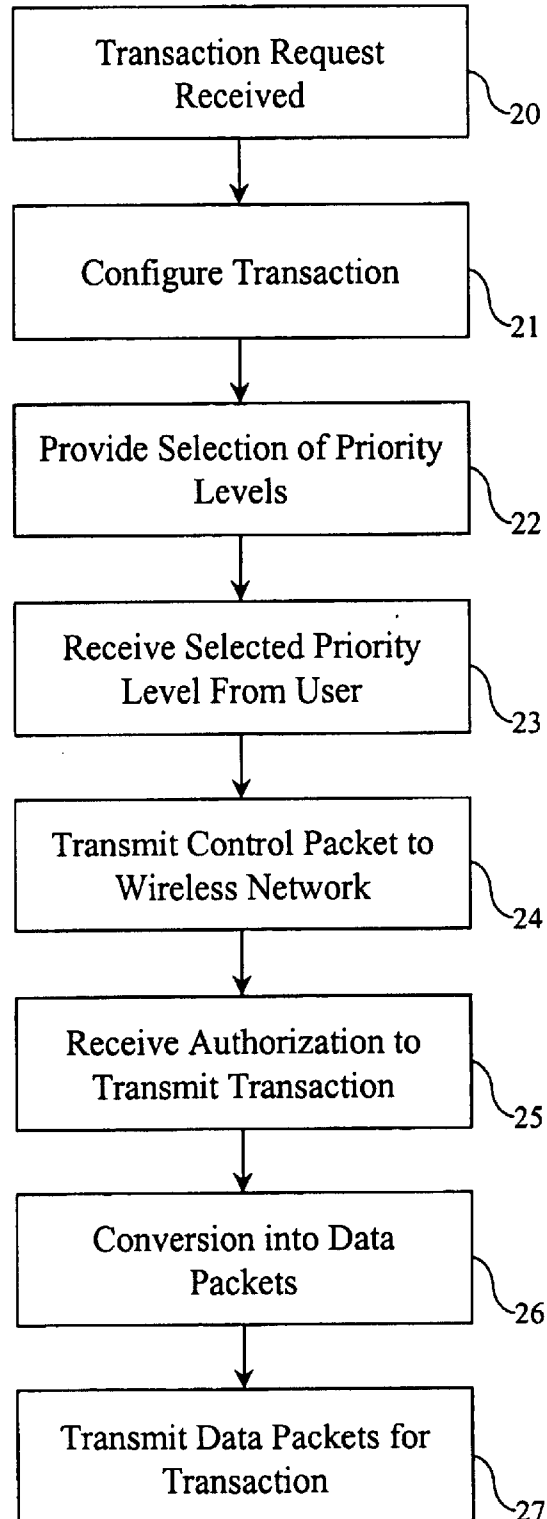 Transaction Request
Received
20
Configure Transaction
21
Provide Selection of Priority
Levels
22
Receive Selected Priority
Level From User
23
Transmit Control Packet to
Wireless Network
24
Receive Authorization to
Transmit Transaction
25
Conversion into Data
Packets
26
Transmit Data Packets for
Transaction
27